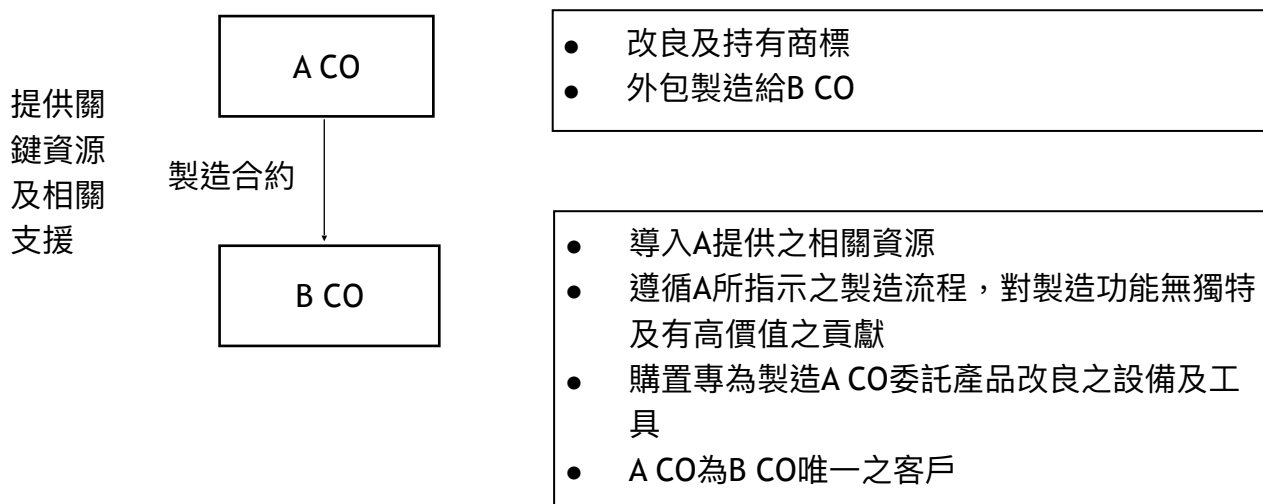 A CO
● 改良及持有商標
● 外包製造給B CO
提供關
鍵資源
及相關
支援
製造合約
B CO
● 導入A提供之相關資源
● 遵循A所指示之製造流程，對製造功能無獨特
及有高價值之貢獻
● 購置專為製造A CO委託產品改良之設備及工
具
● A CO為B CO唯一之客戶